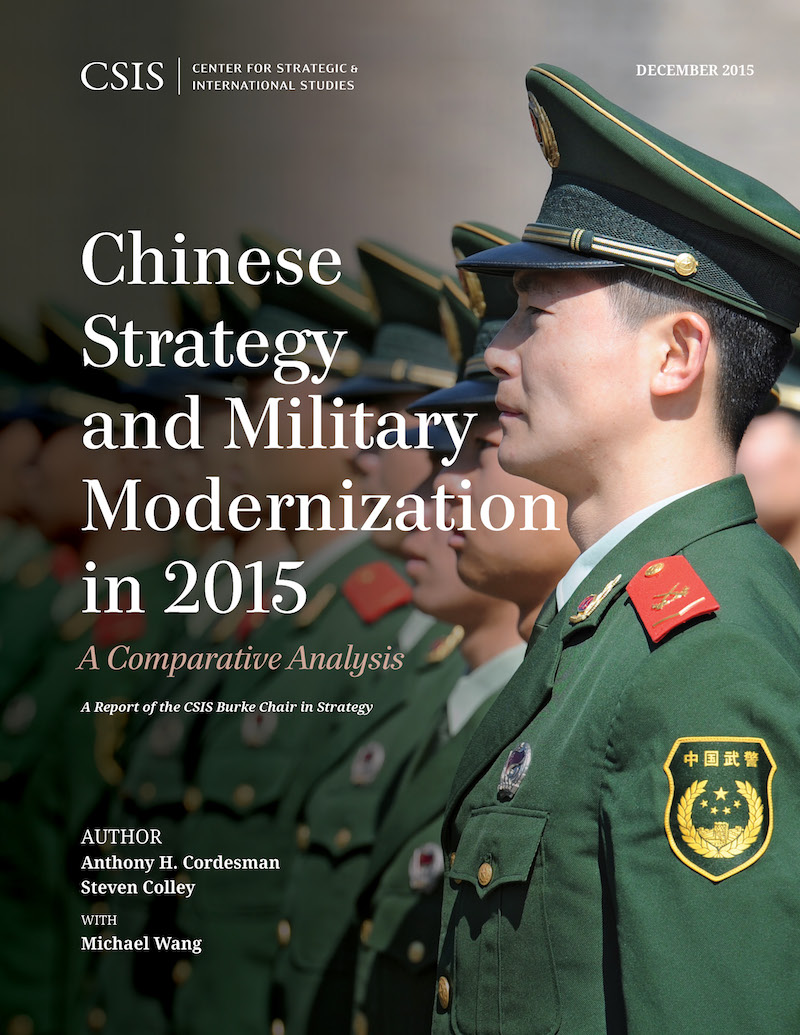 CSIS
CENTER FOR STRATEGIC &
INTERNATIONAL STUDIES
DECEMBER 2015
Chinese
Strategy
and Military
Modernization
in 2015
A Comparative Analysis
A Report of the CSIS Burke Chair in Strategy
中国武警
AUTHOR
Anthony H. Cordesman
Steven Colley
WITH
Michael Wang